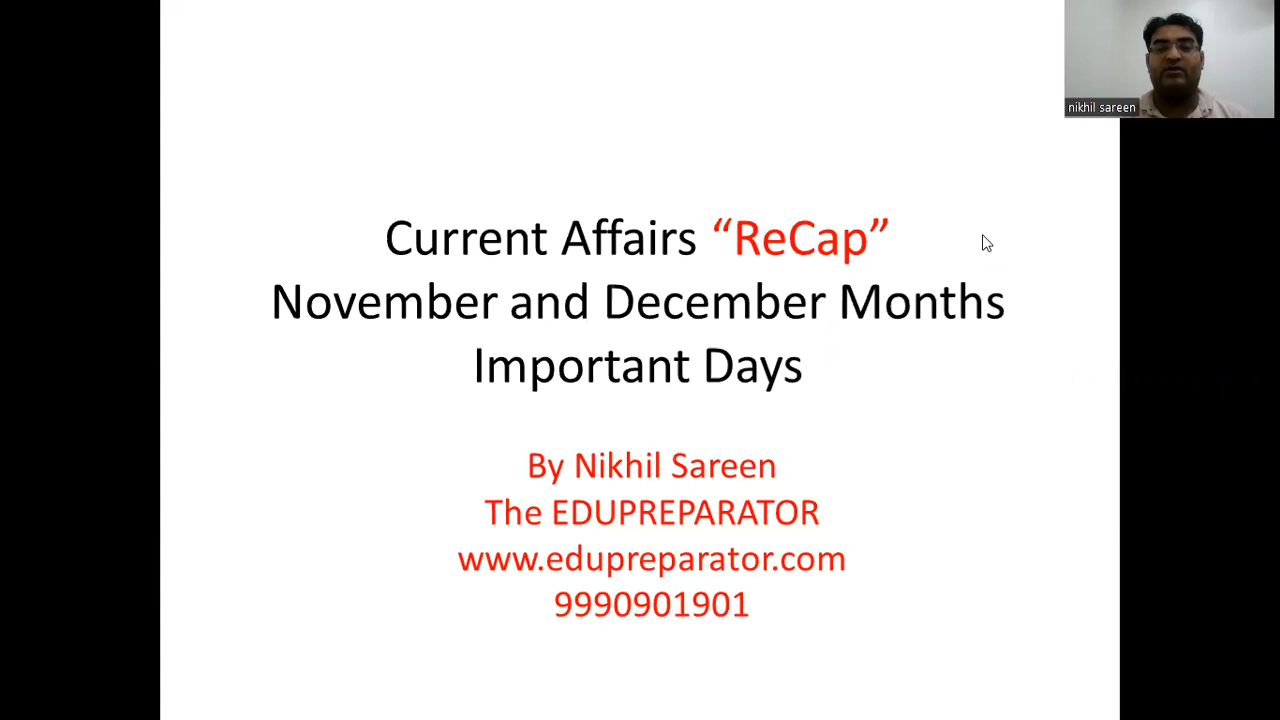 nikhil sareen
Current Affairs “ReCap”
November and December Months
Important Days
By Nikhil Sareen
The EDUPREPARATOR
www.edupreparator.com
9990901901